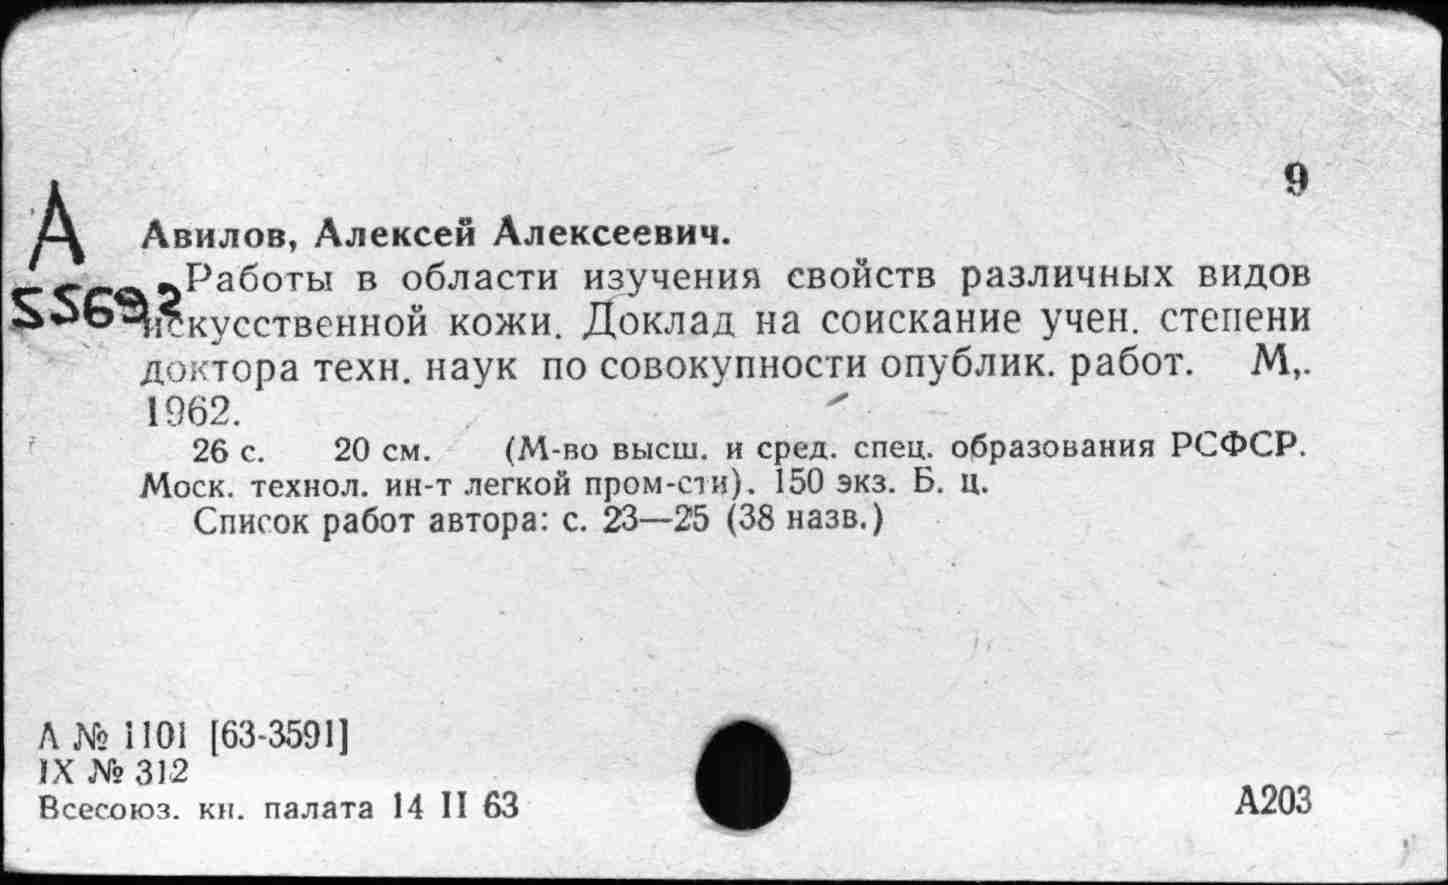 9
А
55692
Авилов, Алексей Алексеевич.
Работы в области изучения свойств различных видов
искусственной кожи. Доклад на соискание учен. степени
доктора техн. наук по совокупности опублик. работ. М,.
1962.
26 с. 20 см. (М-во высш. и сред. спец. образования РСФСР.
Моск. технол. ин-т легкой пром-сти). 150 экз. Б. ц.
Список работ автора: с. 23—25 (38 назв.)
А № 1101 [63-3591]
IX № 312
Всесоюз. кн. палата 14 II 63
А203